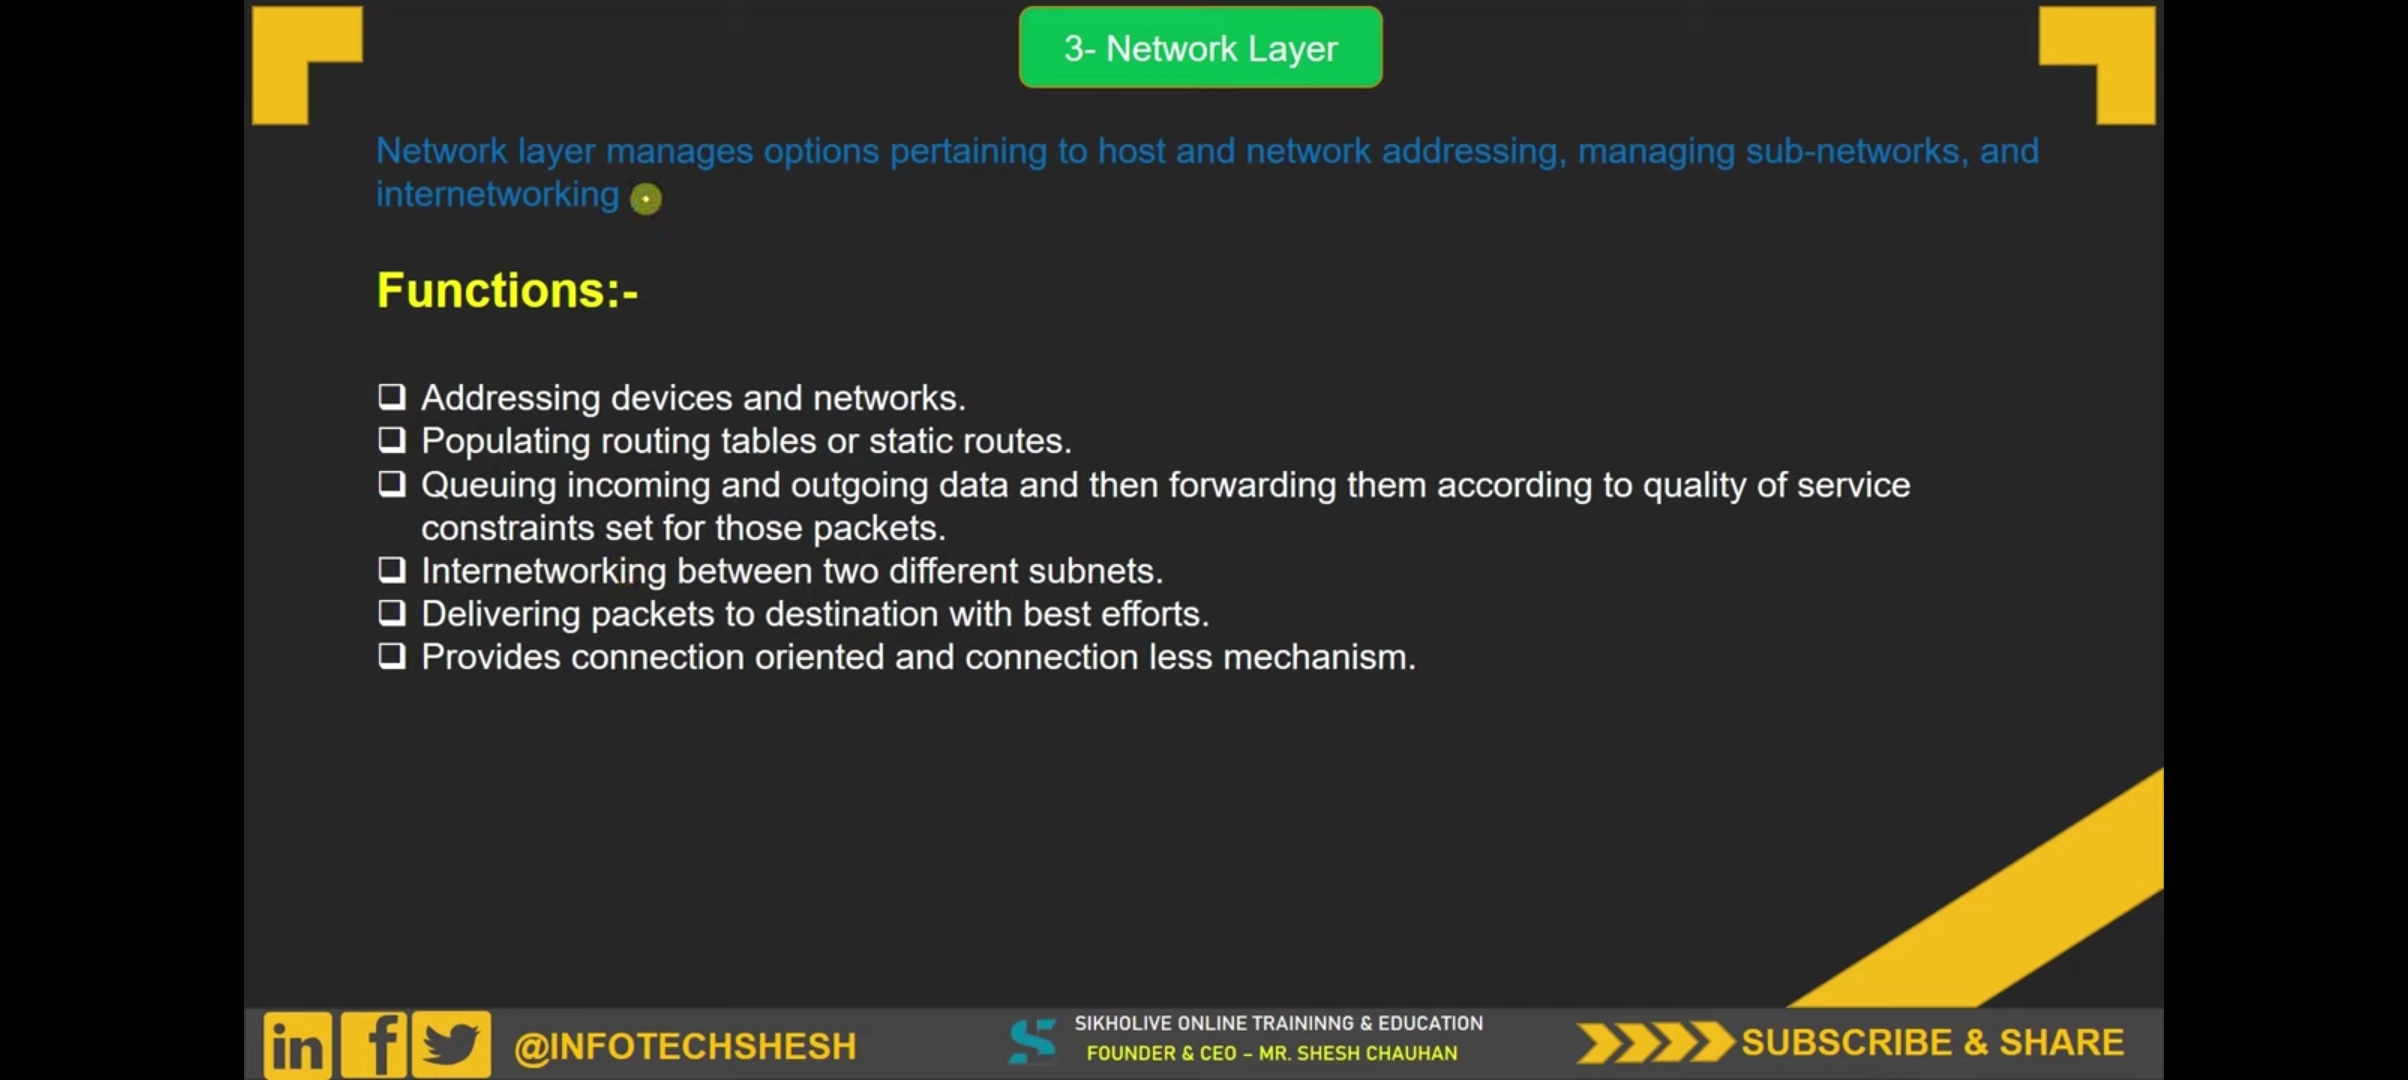 3- Network Layer
Network layer manages options pertaining to host and network addressing, managing sub-networks, and
internetworking
Functions:-
❑ Addressing devices and networks.
❑ Populating routing tables or static routes.
❑ Queuing incoming and outgoing data and then forwarding them according to quality of service
constraints set for those packets.
❑ Internetworking between two different subnets.
❑ Delivering packets to destination with best efforts.
❑ Provides connection oriented and connection less mechanism.
@INFOTECHSHESH
SIKHOLIVE ONLINE TRAININNG & EDUCATION
FOUNDER & CEO – MR. SHESH CHAUHAN
SUBSCRIBE & SHARE